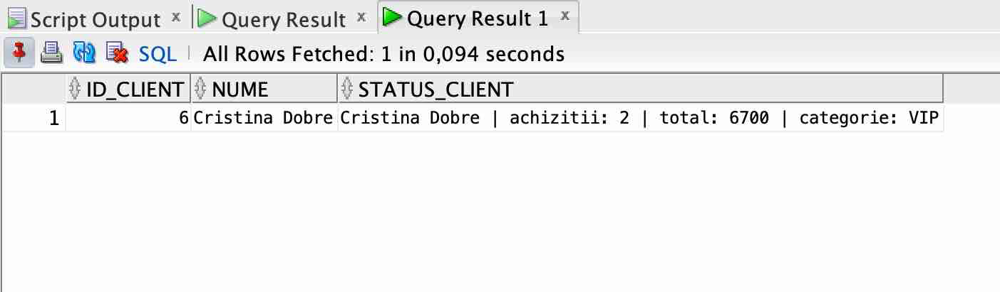 Script Output x Query Result x Query Result 1 x
SQL All Rows Fetched: 1 in 0,094 seconds
ID_CLIENT NUME STATUS_CLIENT
1 6 Cristina Dobre Cristina Dobre | achizitii: 2 | total: 6700 | categorie: VIP